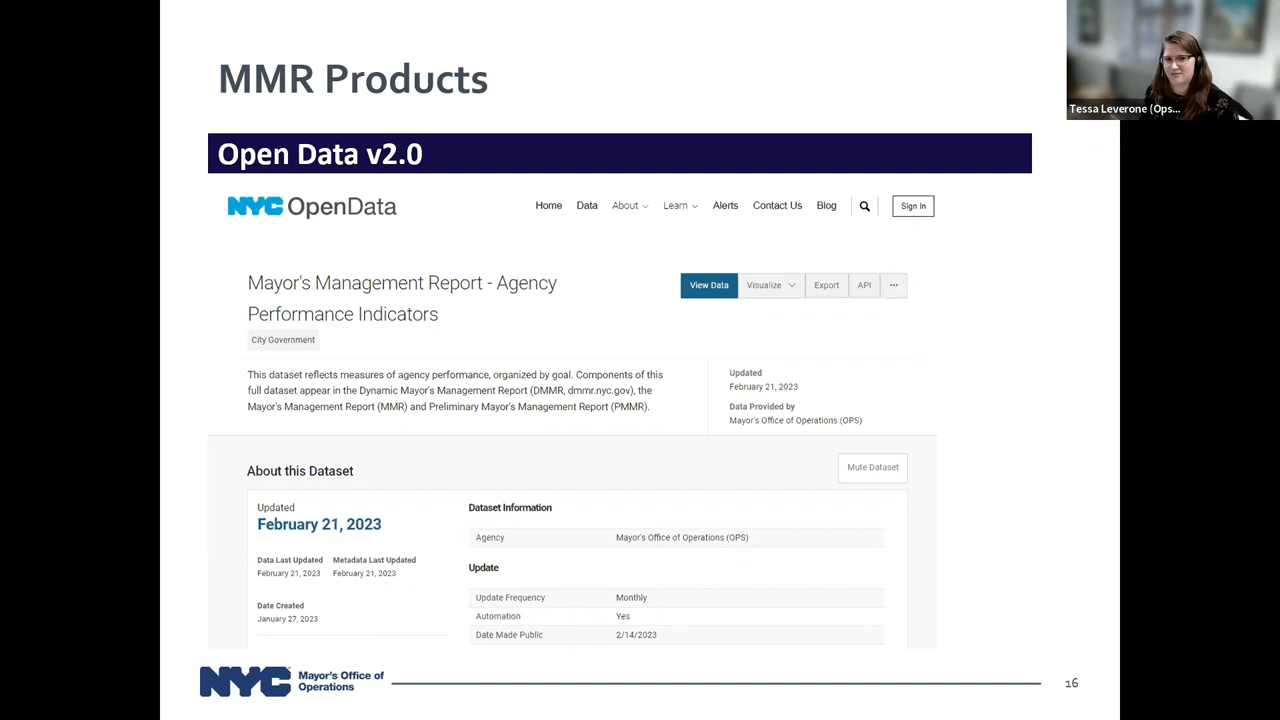 MMR Products
Tessa Leverone (Ops...
Open Data v2.0
NYC OpenData
Home Data About Learn Alerts Contact Us Blog Sign In
Mayor's Management Report - Agency
Performance Indicators
View Data Visualize Export API ...
City Government
This dataset reflects measures of agency performance, organized by goal. Components of this
full dataset appear in the Dynamic Mayor's Management Report (DMMR, dmmr.nyc.gov), the
Mayor's Management Report (MMR) and Preliminary Mayor's Management Report (PMMR).
Updated
February 21, 2023
Data Provided by
Mayor's Office of Operations (OPS)
About this Dataset
Mute Dataset
Updated
February 21, 2023
Data Last Updated Metadata Last Updated
February 21, 2023 February 21, 2023
Date Created
January 27, 2023
Dataset Information
Agency Mayor's Office of Operations (OPS)
Update
Update Frequency Monthly
Automation Yes
Date Made Public 2/14/2023
NYC Mayor's Office of
Operations
16